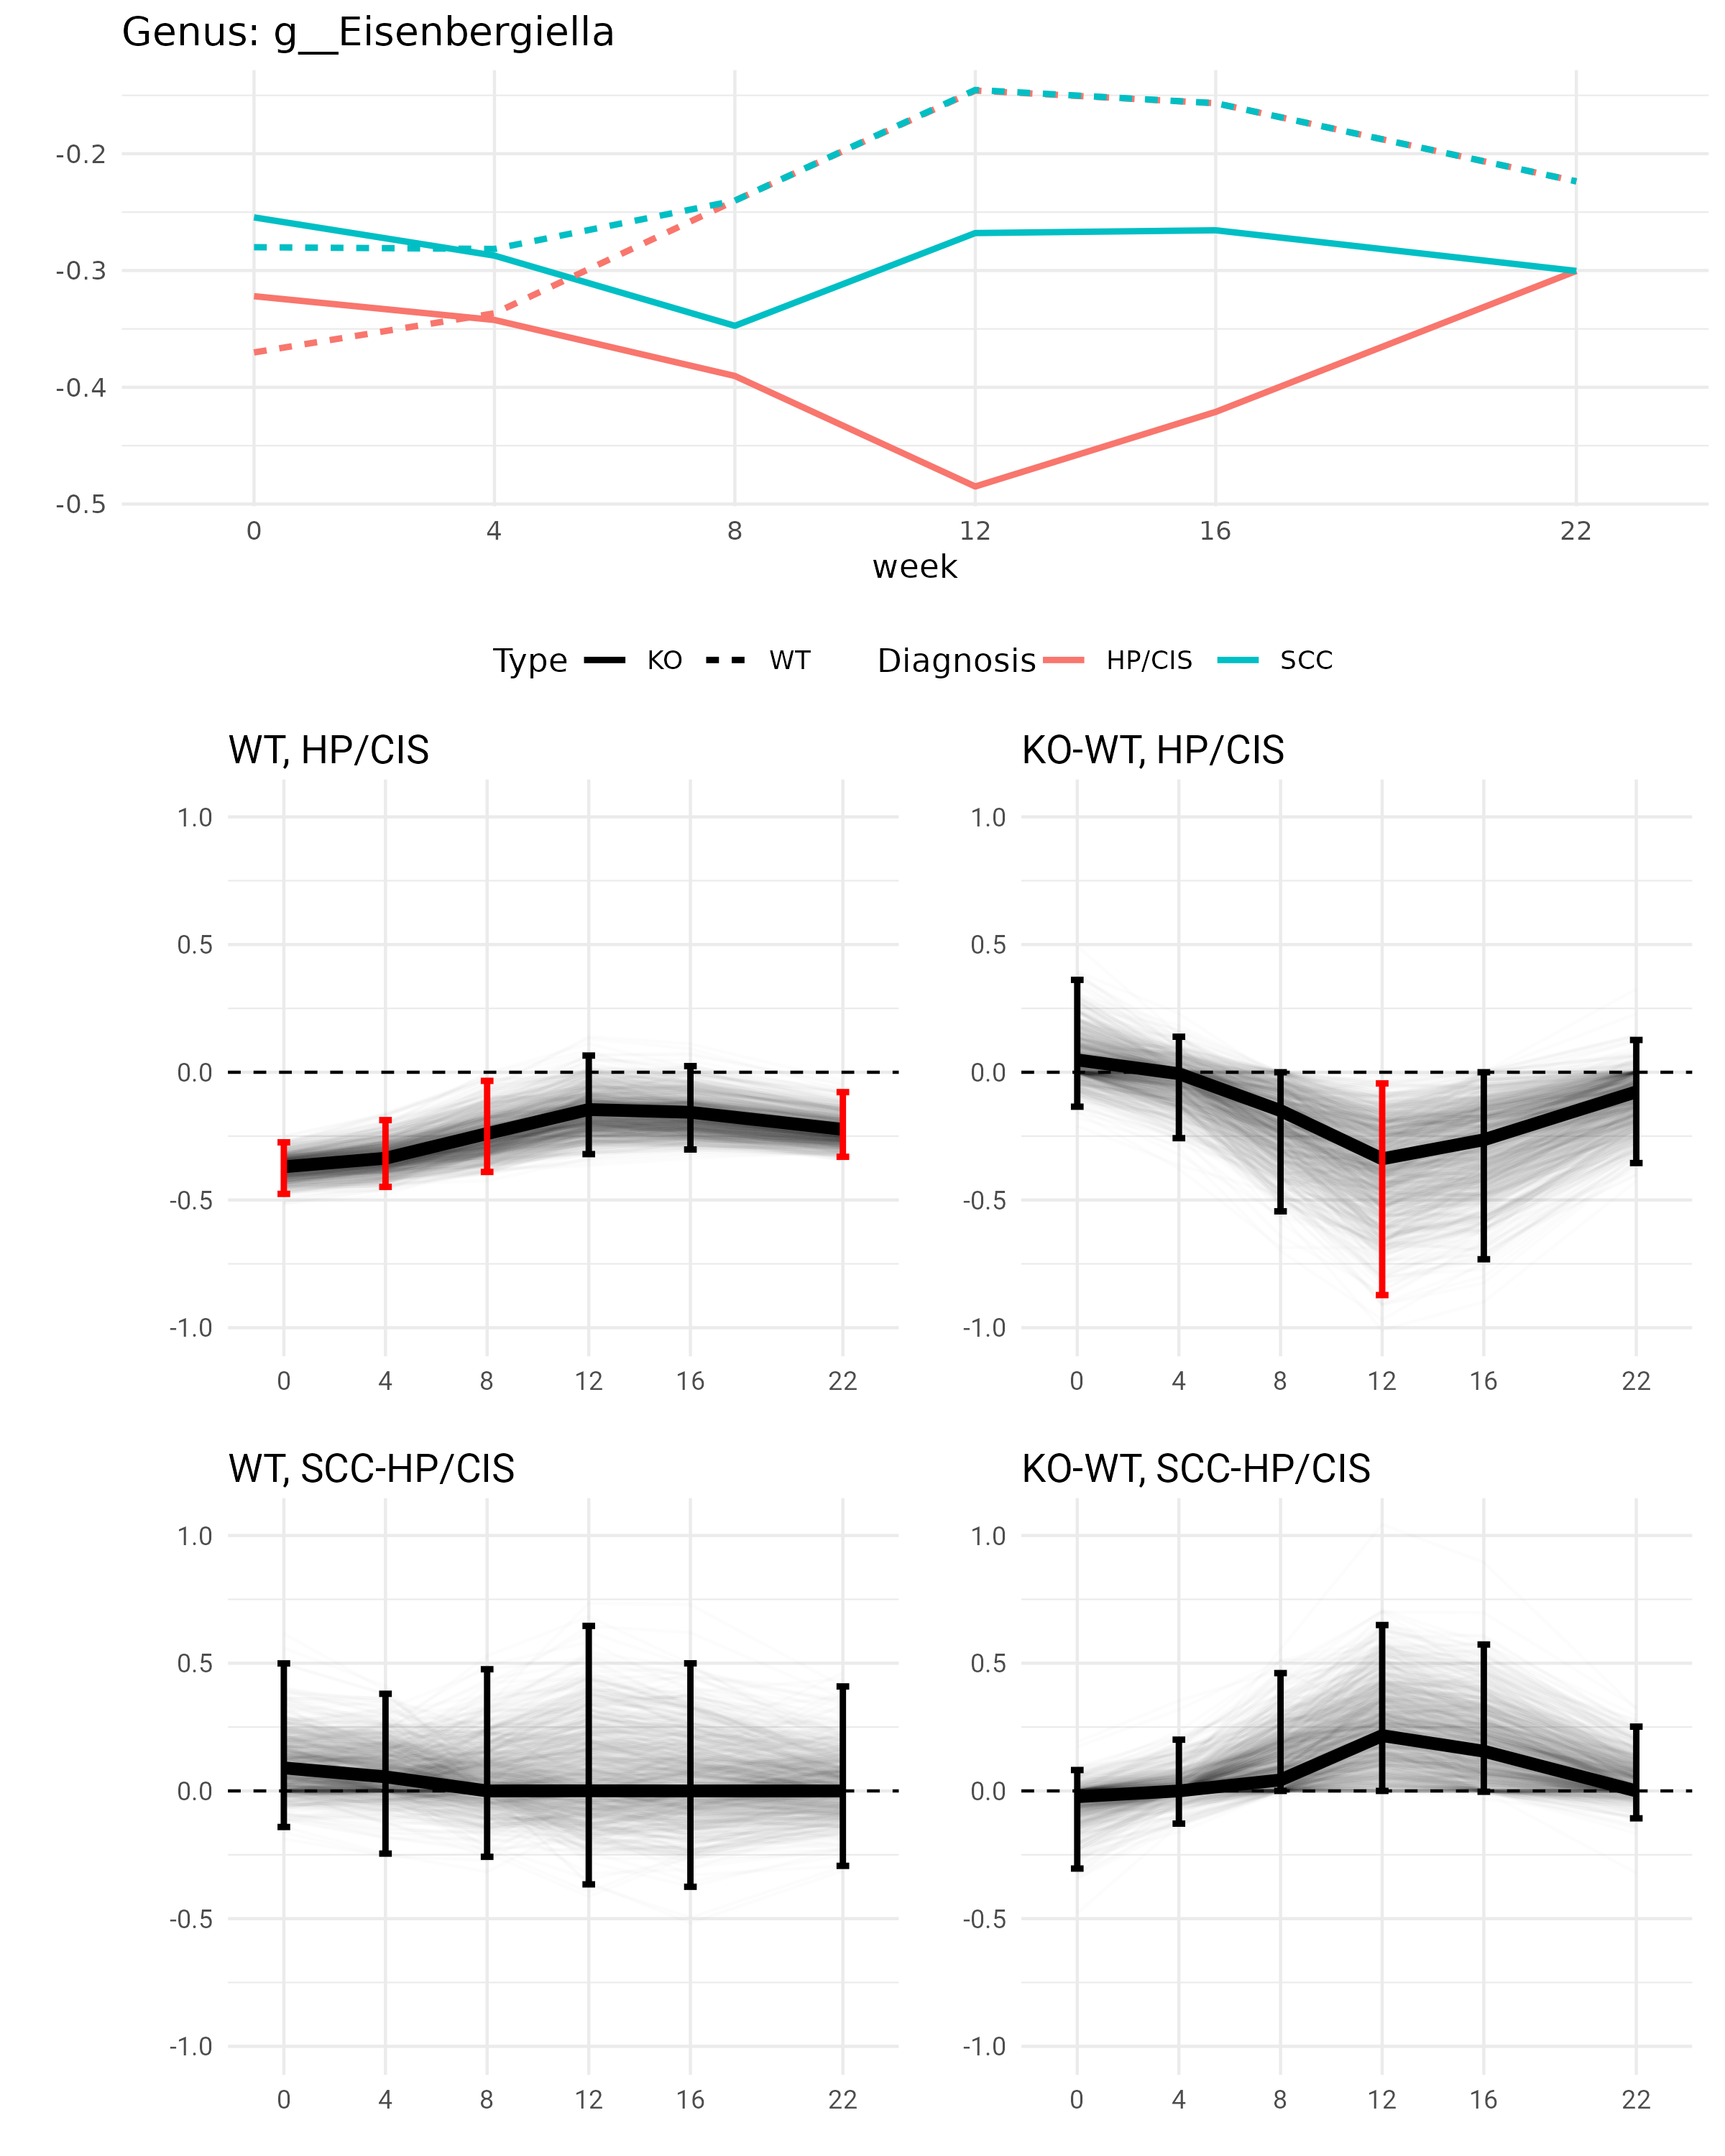 Genus: g__Eisenbergiella
-0.2
-0.3
-0.4
-0.5
0 4 8 12 16 22
week
Type KO WT Diagnosis HP/CIS SCC
WT, HP/CIS
1.0
0.5
0.0
-0.5
-1.0
0 4 8 12 16 22
KO-WT, HP/CIS
1.0
0.5
0.0
-0.5
-1.0
0 4 8 12 16 22
WT, SCC-HP/CIS
1.0
0.5
0.0
-0.5
-1.0
0 4 8 12 16 22
KO-WT, SCC-HP/CIS
1.0
0.5
0.0
-0.5
-1.0
0 4 8 12 16 22